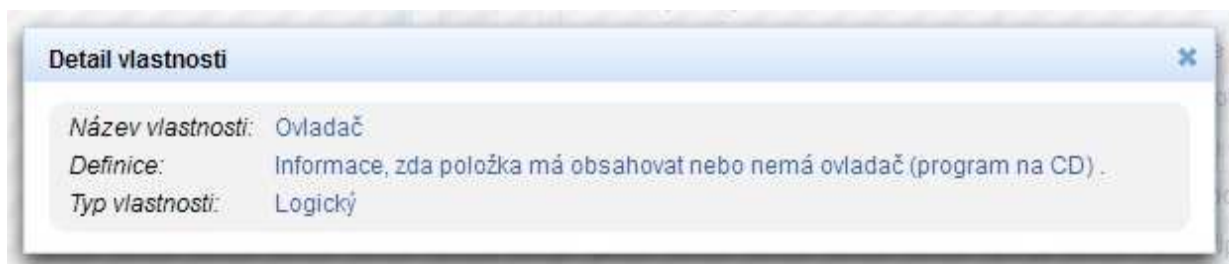 Detail vlastnosti
Název vlastnosti: Ovladač
Definice: Informace, zda položka má obsahovat nebo nemá ovladač (program na CD) .
Typ vlastnosti: Logický